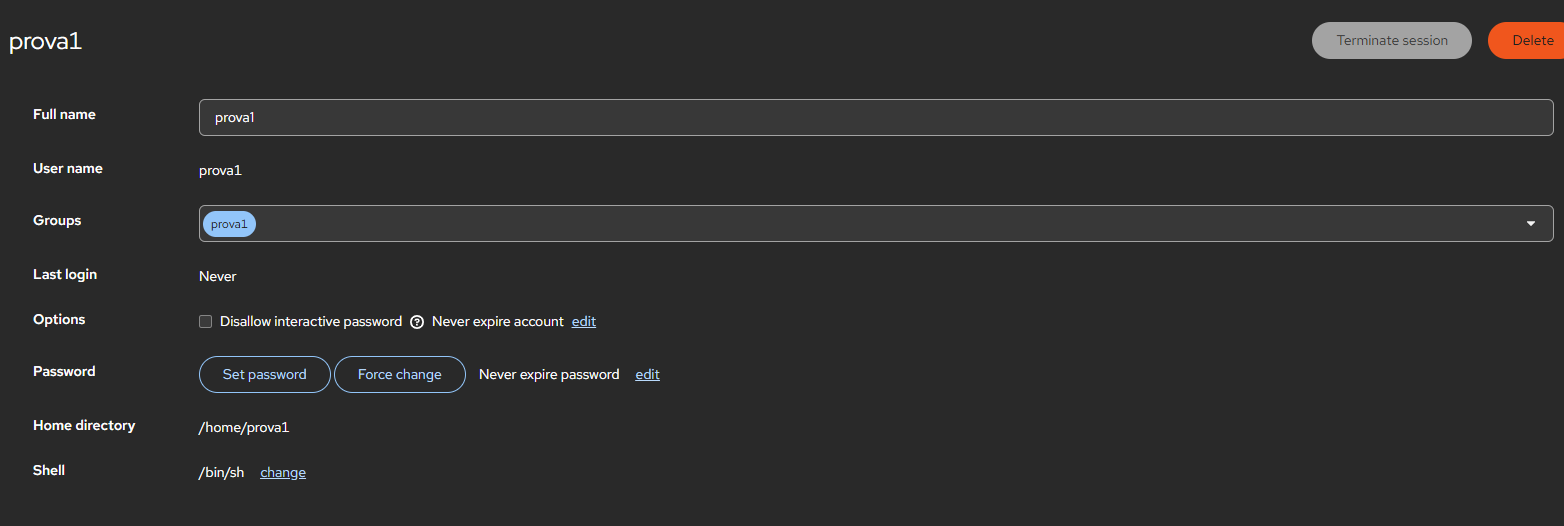 prova1
Terminate session
Delete
Full name
prova1
User name
prova1
Groups
prova1
Last login
Never
Options
Disallow interactive password ? Never expire account edit
Password
Set password Force change Never expire password edit
Home directory
/home/prova1
Shell
/bin/sh change